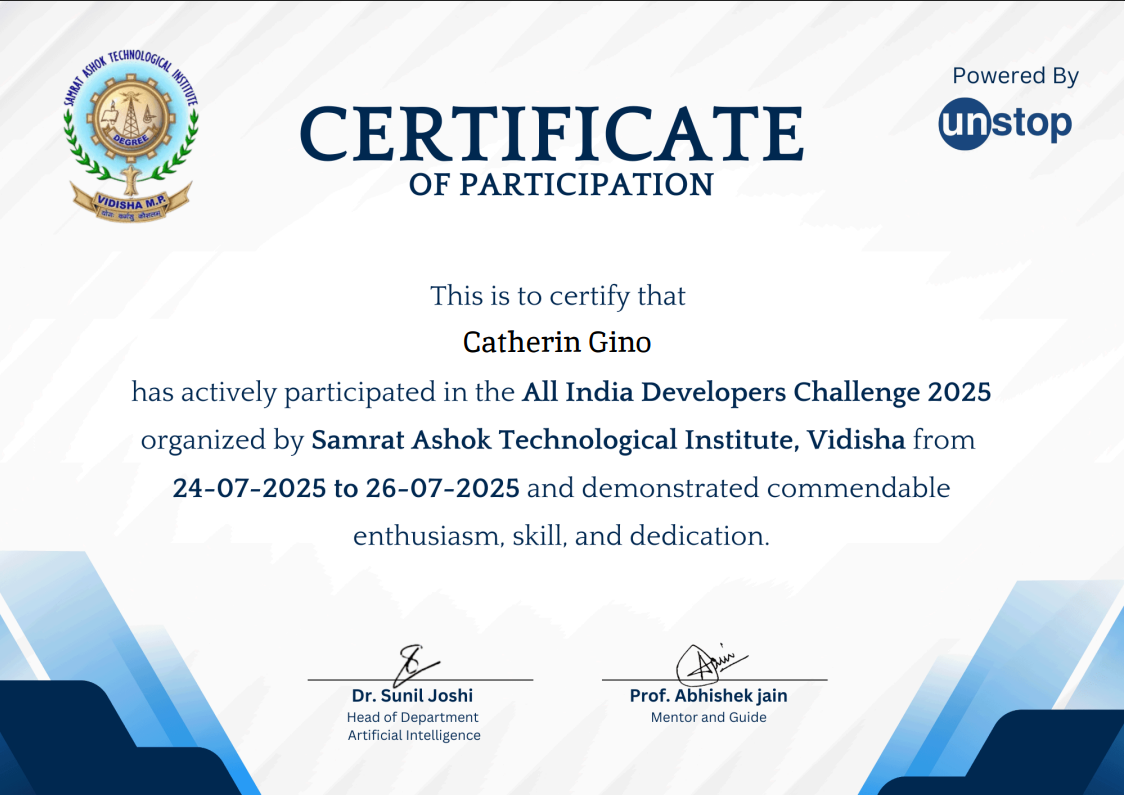 SAMRAT ASHOK TECHNOLOGICAL INSTITUTE
DEGREE
VIDISHA M.P.
योगः कर्मसु कौशलम्
Powered By
unstop
CERTIFICATE
OF PARTICIPATION
This is to certify that
Catherin Gino
has actively participated in the All India Developers Challenge 2025
organized by Samrat Ashok Technological Institute, Vidisha from
24-07-2025 to 26-07-2025 and demonstrated commendable
enthusiasm, skill, and dedication.
Jain
Dr. Sunil Joshi
Prof. Abhishek jain
Head of Department
Mentor and Guide
Artificial Intelligence